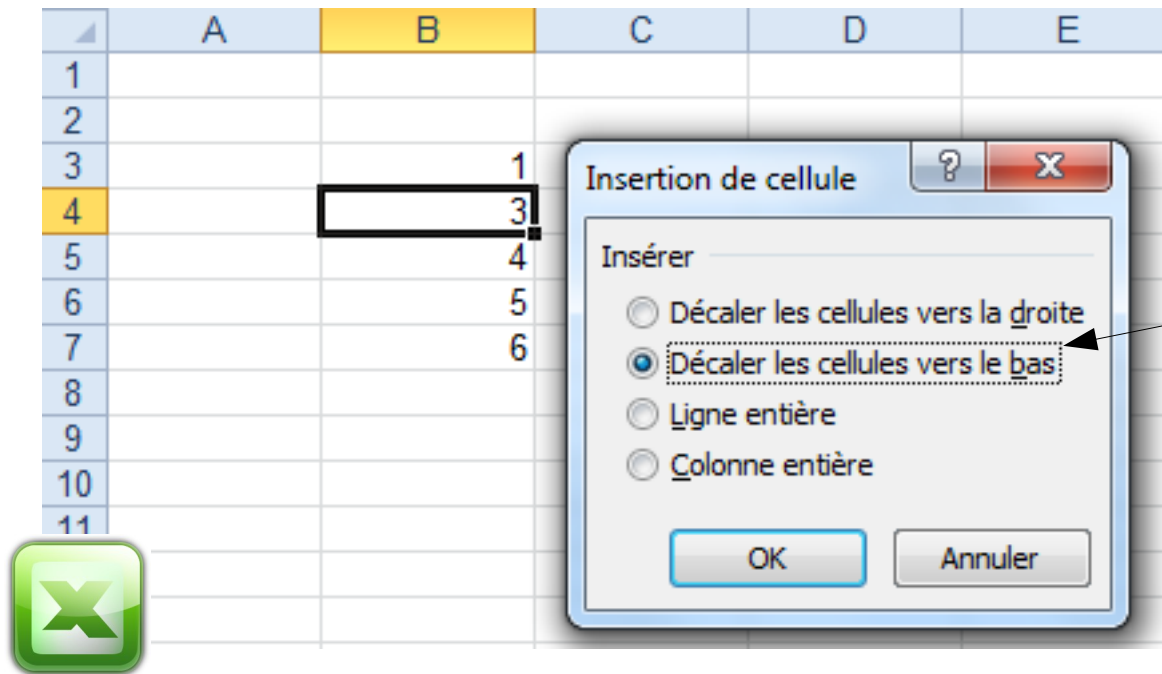 A B C D E
1
2
3 1
4 3
5 4
6 5
7 6
8
9
10
11
Insertion de cellule ? X
Insérer
Décaler les cellules vers la droite
Décaler les cellules vers le bas
Ligne entière
Colonne entière
OK Annuler
X